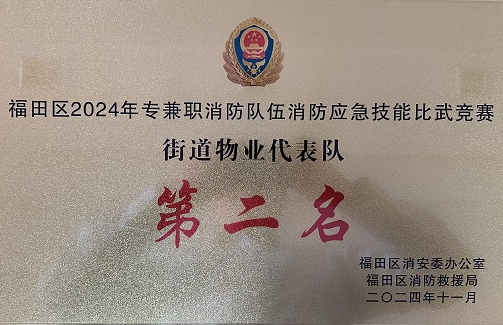 福田区2024年专兼职消防队伍消防应急技能比武竞赛
街道物业代表队
第二名
福田区消安委办公室
福田区消防救援局
二〇二四年十一月